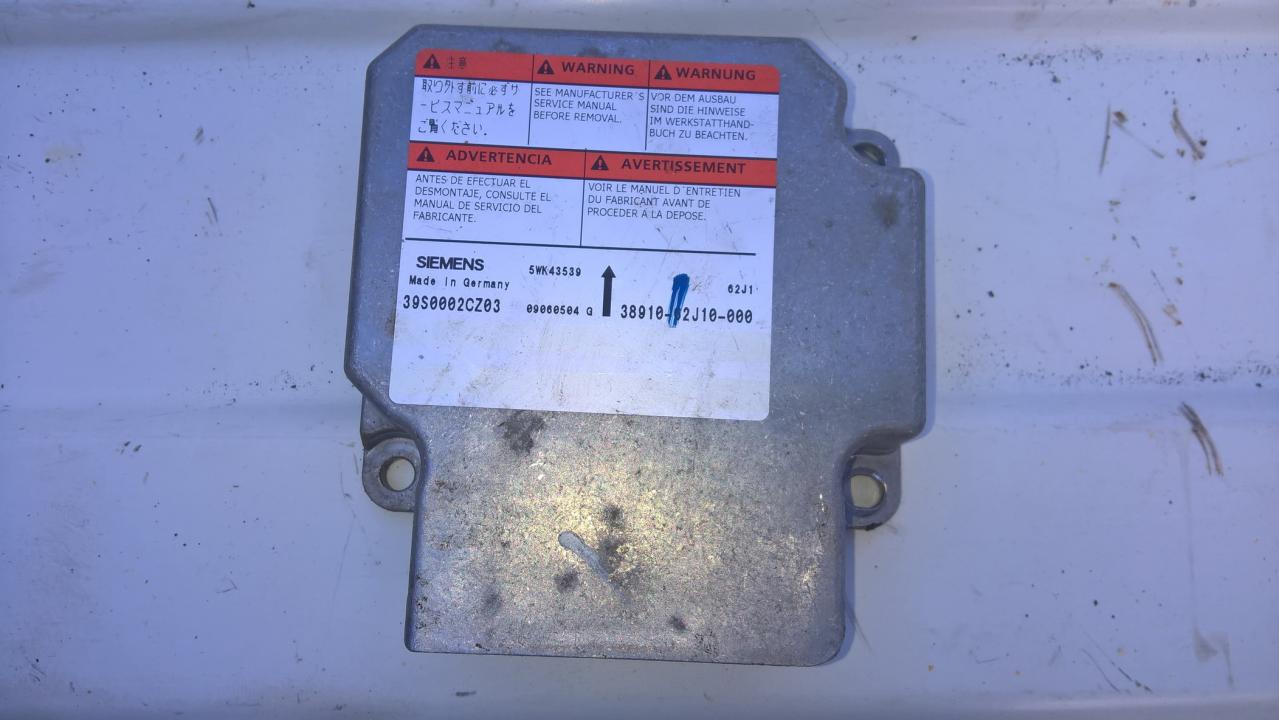 注意
取り外す前に必ずサ
ービスマニュアルを
ご覧ください.
WARNING
SEE MANUFACTURER´S
SERVICE MANUAL
BEFORE REMOVAL.
WARNUNG
VOR DEM AUSBAU
SIND DIE HINWEISE
IM WERKSTATTHAND-
BUCH ZU BEACHTEN.
ADVERTENCIA
ANTES DE EFECTUAR EL
DESMONTAJE, CONSULTE EL
MANUAL DE SERVICIO DEL
FABRICANTE.
AVERTISSEMENT
VOIR LE MANUEL D´ENTRETIEN
DU FABRICANT AVANT DE
PROCEDER A LA DEPOSE.
SIEMENS 5WK43539 62J1
Made in Germany
39S0002CZ03 09060504 Q 38910-62J10-000